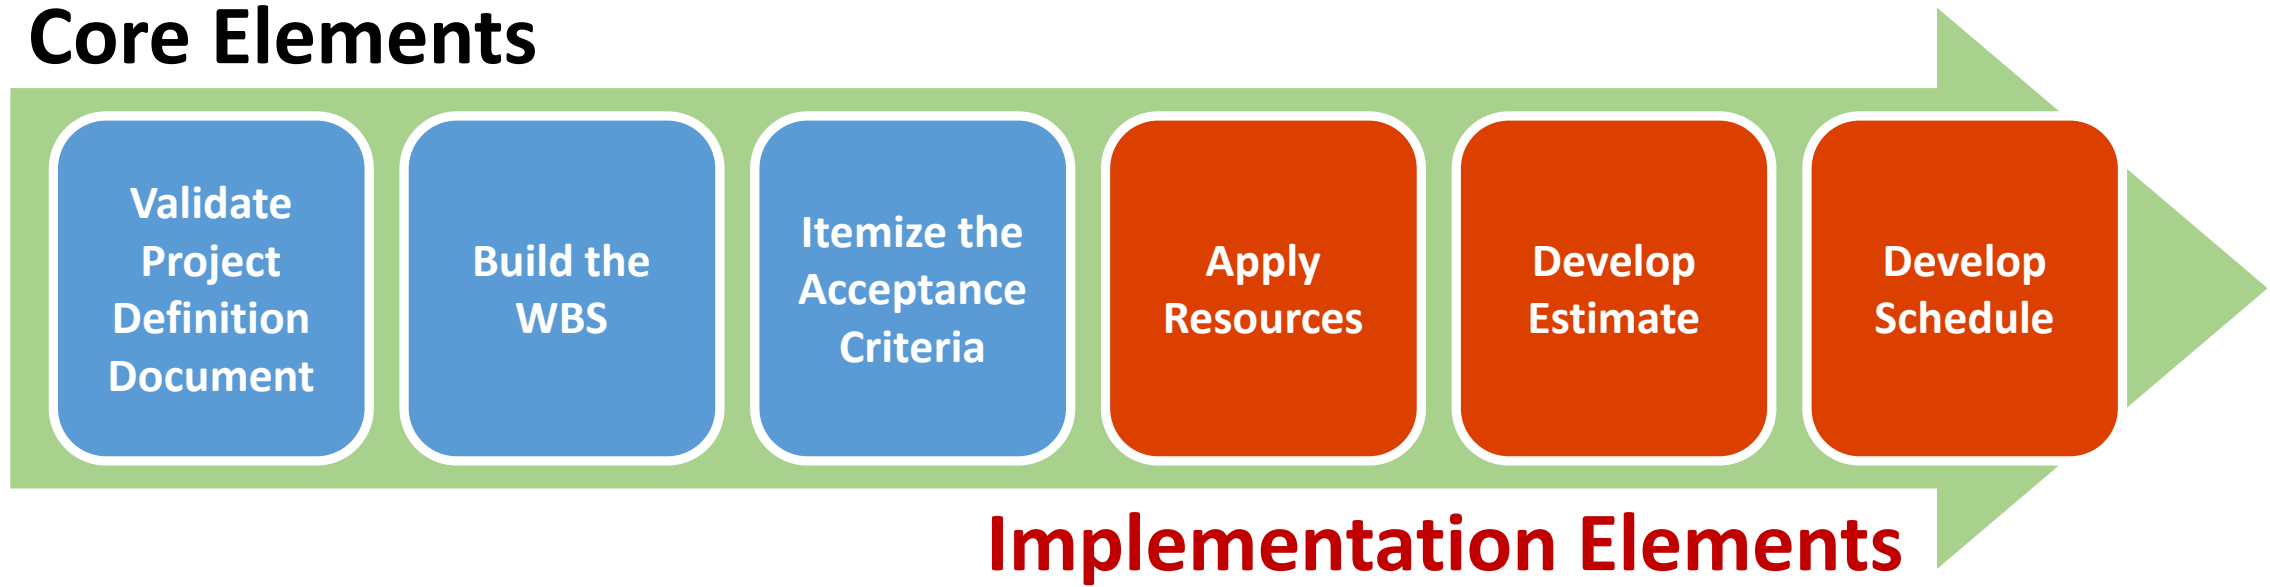 Core Elements
Validate
Project
Definition
Document
Build the
WBS
Itemize the
Acceptance
Criteria
Apply
Resources
Develop
Estimate
Develop
Schedule
Implementation Elements